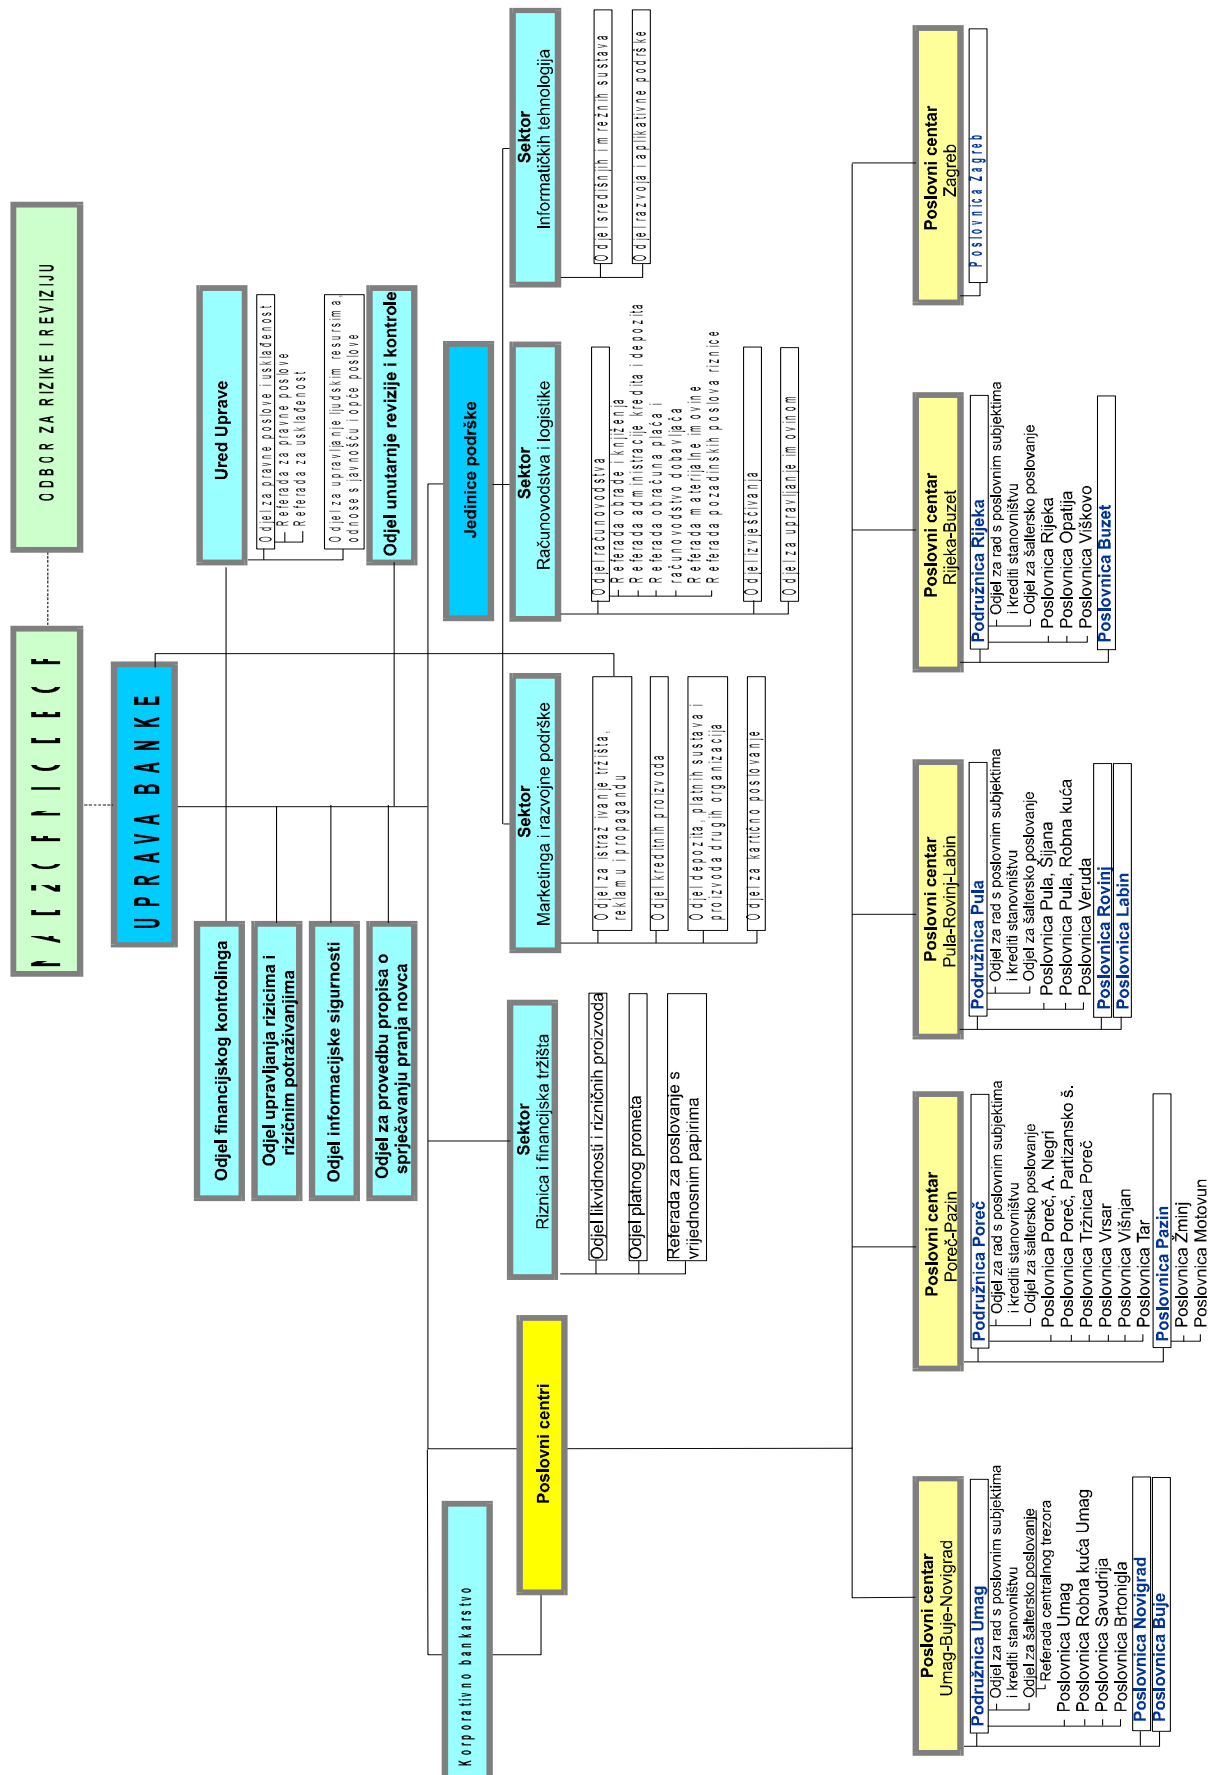 ODBOR ZA RIZIKE I REVIZIJU
UPRAVA BANKE
Ured Uprave
Odjel za pravne poslove i usklađenost
Referada za pravne poslove
Referada za usklađenost
Odjel za upravljanje ljudskim resursima,
odnose s javnošću i opće poslove
Odjel unutarnje revizije i kontrole
Odjel financijskog kontrolinga
Odjel upravljanja rizicima i
rizičnim potraživanjima
Odjel informacijske sigurnosti
Odjel za provedbu propisa o
sprječavanju pranja novca
Jedinice podrške
Korporativno bankarstvo
Poslovni centri
Sektor
Riznica i financijska tržišta
Odjel likvidnosti i rizničnih proizvoda
Odjel platnog prometa
Referada za poslovanje s
vrijednosnim papirima
Sektor
Marketinga i razvojne podrške
Odjel za istraživanje tržišta,
reklamu i propagandu
Odjel kreditnih proizvoda
Odjel depozita, platnih sustava i
proizvoda drugih organizacija
Odjel za kartično poslovanje
Sektor
Računovodstva i logistike
Odjel računovodstva
Referada obrade i knjiženja
Referada administracije kredita i depozita
Referada obračuna plaća i
računovodstvo dobavljača
Referada materijalne imovine
Referada pozadinskih poslova riznice
Odjel izvješćivanja
Odjel za upravljanje imovinom
Sektor
Informatičkih tehnologija
Odjel središnjih i mrežnih sustava
Odjel razvoja i aplikativne podrške
Poslovni centar
Umag-Buje-Novigrad
Podružnica Umag
Odjel za rad s poslovnim subjektima
i krediti stanovništvu
Odjel za šaltersko poslovanje
Referada centralnog trezora
Poslovnica Umag
Poslovnica Robna kuća Umag
Poslovnica Savudrija
Poslovnica Brtonigla
Poslovnica Novigrad
Poslovnica Buje
Poslovni centar
Poreč-Pazin
Podružnica Poreč
Odjel za rad s poslovnim subjektima
i krediti stanovništvu
Odjel za šaltersko poslovanje
Poslovnica Poreč, A. Negri
Poslovnica Poreč, Partizansko š.
Poslovnica Tržnica Poreč
Poslovnica Vrsar
Poslovnica Višnjan
Poslovnica Tar
Poslovnica Pazin
Poslovnica Žminj
Poslovnica Motovun
Poslovni centar
Pula-Rovinj-Labin
Podružnica Pula
Odjel za rad s poslovnim subjektima
i krediti stanovništvu
Odjel za šaltersko poslovanje
Poslovnica Pula, Šijana
Poslovnica Pula, Robna kuća
Poslovnica Veruda
Poslovnica Rovinj
Poslovnica Labin
Poslovni centar
Rijeka-Buzet
Podružnica Rijeka
Odjel za rad s poslovnim subjektima
i krediti stanovništvu
Odjel za šaltersko poslovanje
Poslovnica Rijeka
Poslovnica Opatija
Poslovnica Viškovo
Poslovnica Buzet
Poslovni centar
Zagreb
Poslovnica Zagreb